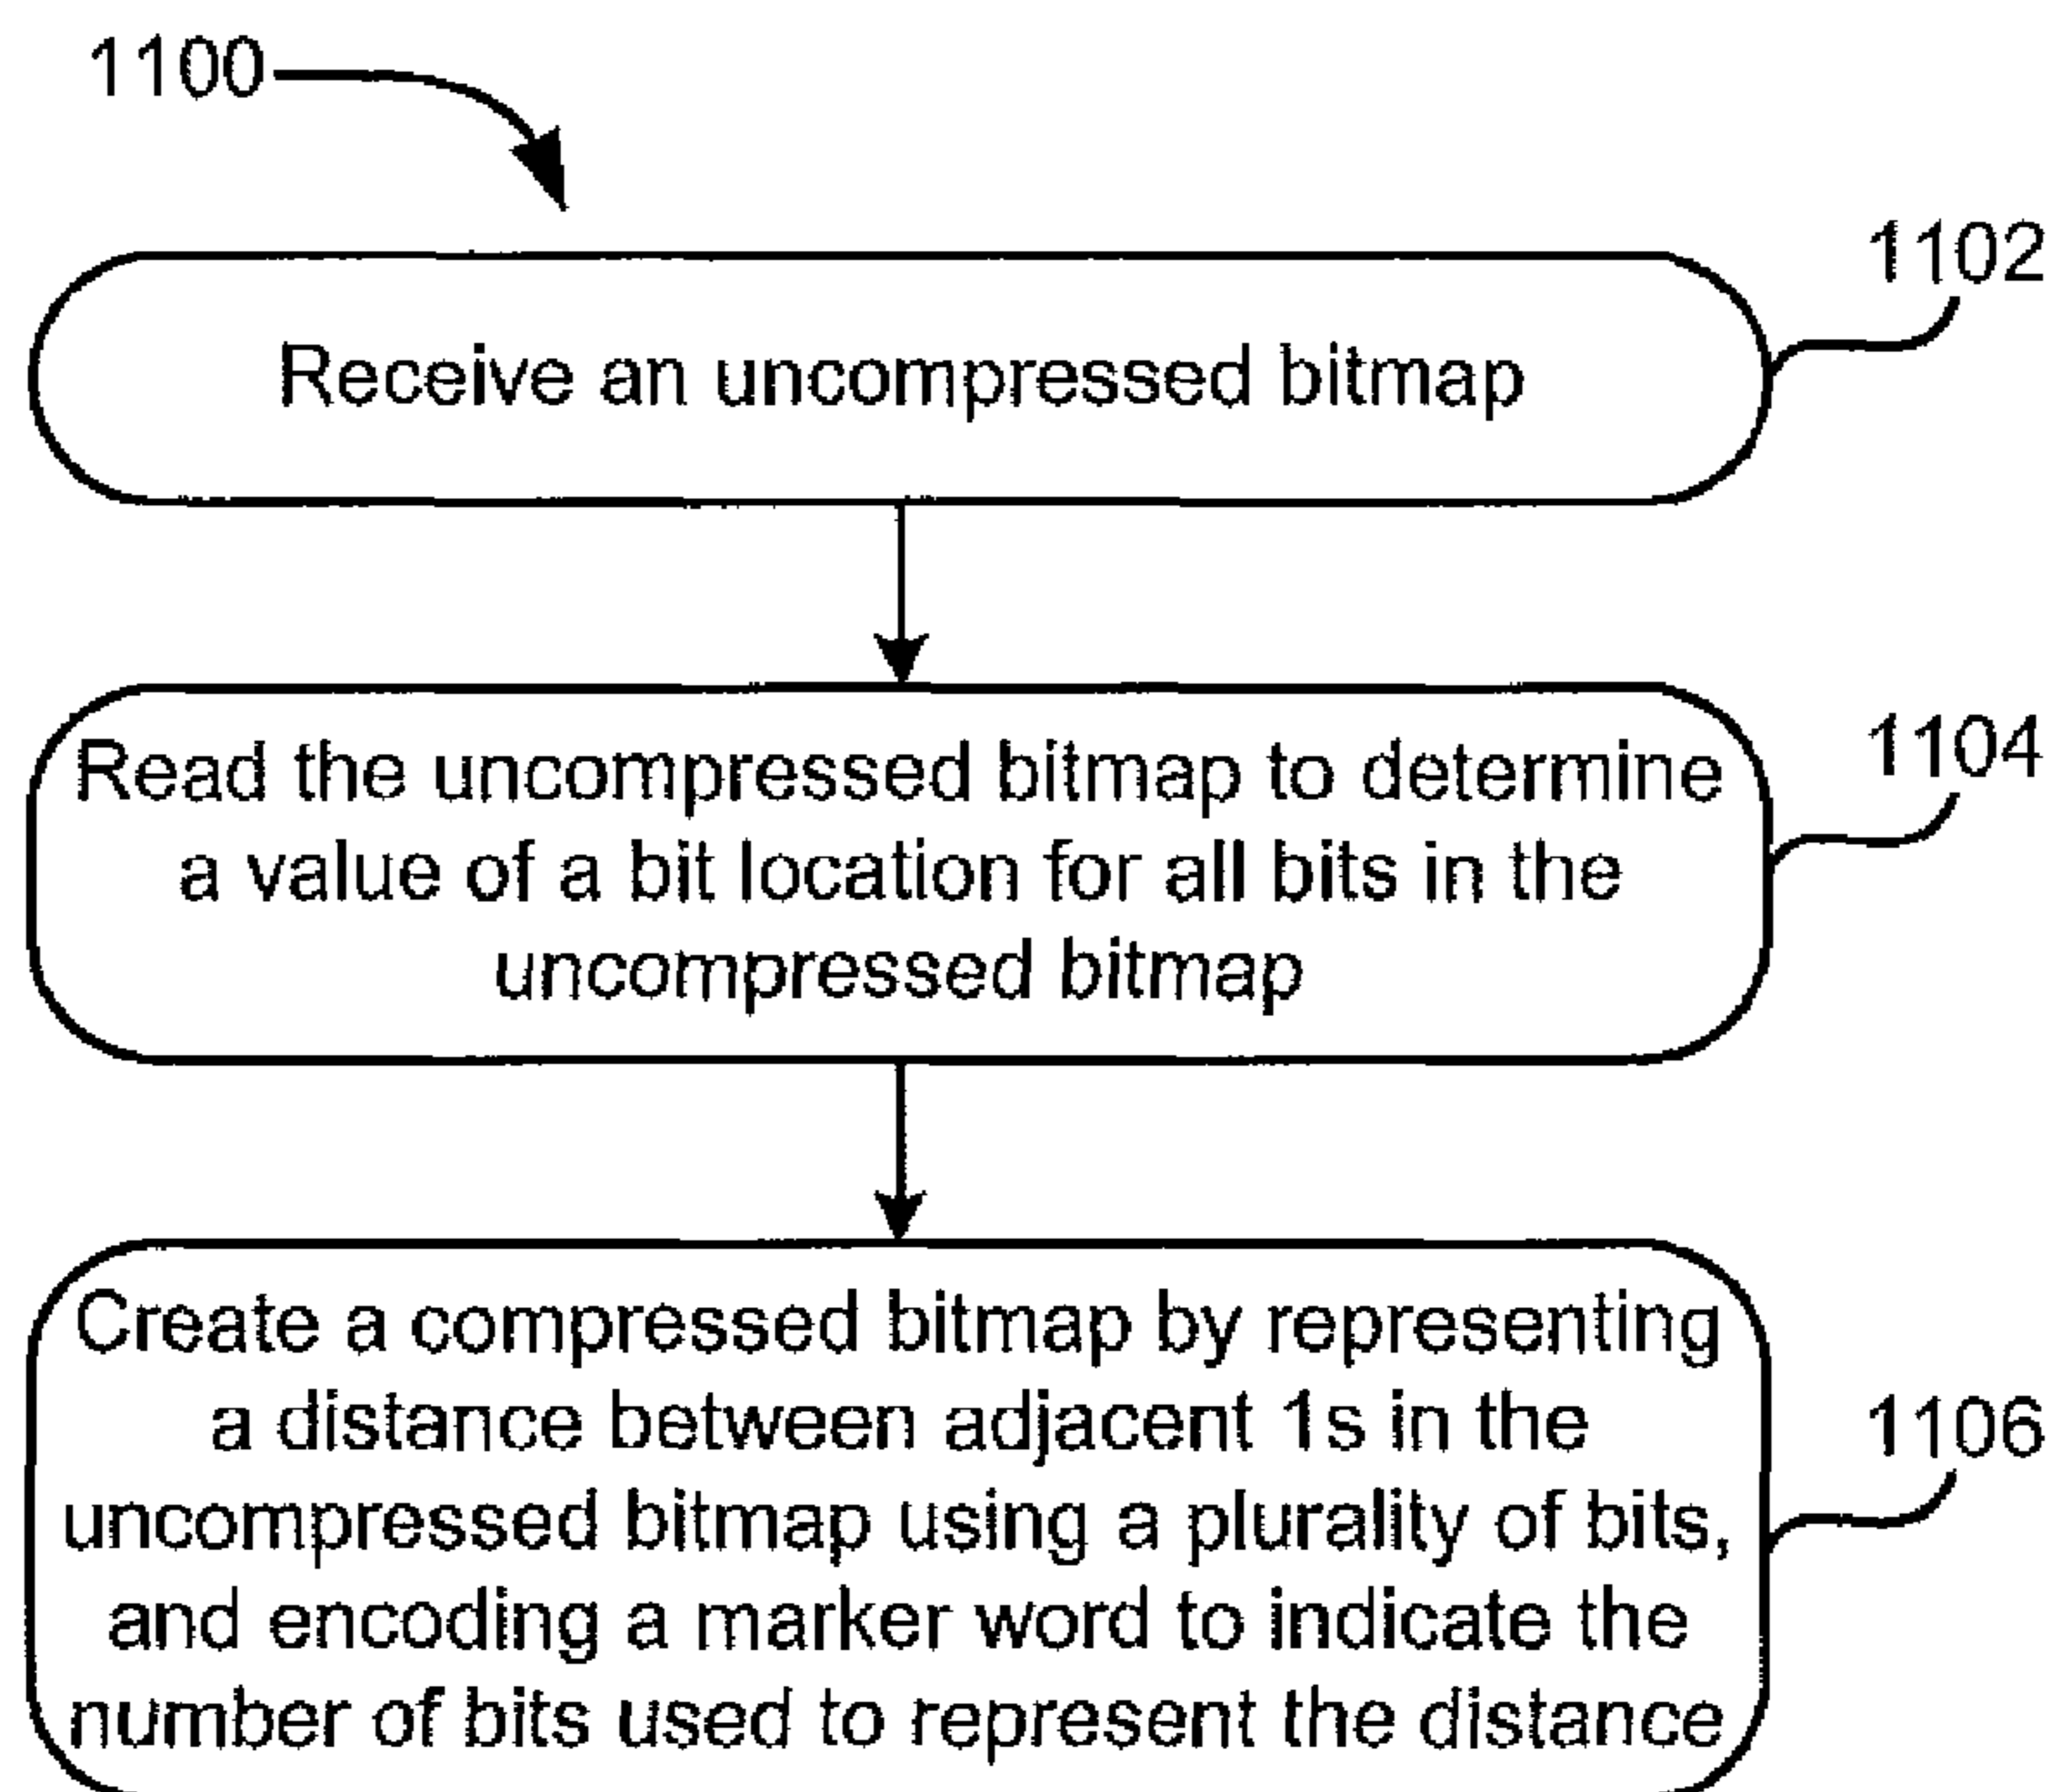 1100
1102
Receive an uncompressed bitmap
1104
Read the uncompressed bitmap to determine
a value of a bit location for all bits in the
uncompressed bitmap
Create a compressed bitmap by representing
a distance between adjacent 1s in the
1106
uncompressed bitmap using a plurality of bits,
and encoding a marker word to indicate the
number of bits used to represent the distance